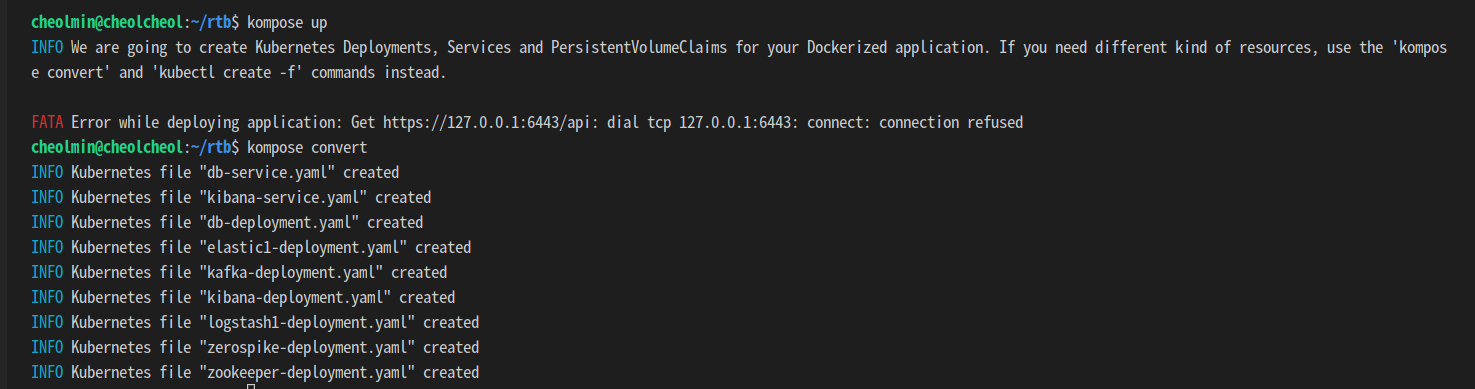 cheolmin@cheolcheol:~/rtb$ kompose up
INFO We are going to create Kubernetes Deployments, Services and PersistentVolumeClaims for your Dockerized application. If you need different kind of resources, use the 'kompos
e convert' and 'kubectl create -f' commands instead.
FATA Error while deploying application: Get https://127.0.0.1:6443/api: dial tcp 127.0.0.1:6443: connect: connection refused
cheolmin@cheolcheol:~/rtb$ kompose convert
INFO Kubernetes file "db-service.yaml" created
INFO Kubernetes file "kibana-service.yaml" created
INFO Kubernetes file "db-deployment.yaml" created
INFO Kubernetes file "elastic1-deployment.yaml" created
INFO Kubernetes file "kafka-deployment.yaml" created
INFO Kubernetes file "kibana-deployment.yaml" created
INFO Kubernetes file "logstash1-deployment.yaml" created
INFO Kubernetes file "zerospike-deployment.yaml" created
INFO Kubernetes file "zookeeper-deployment.yaml" created